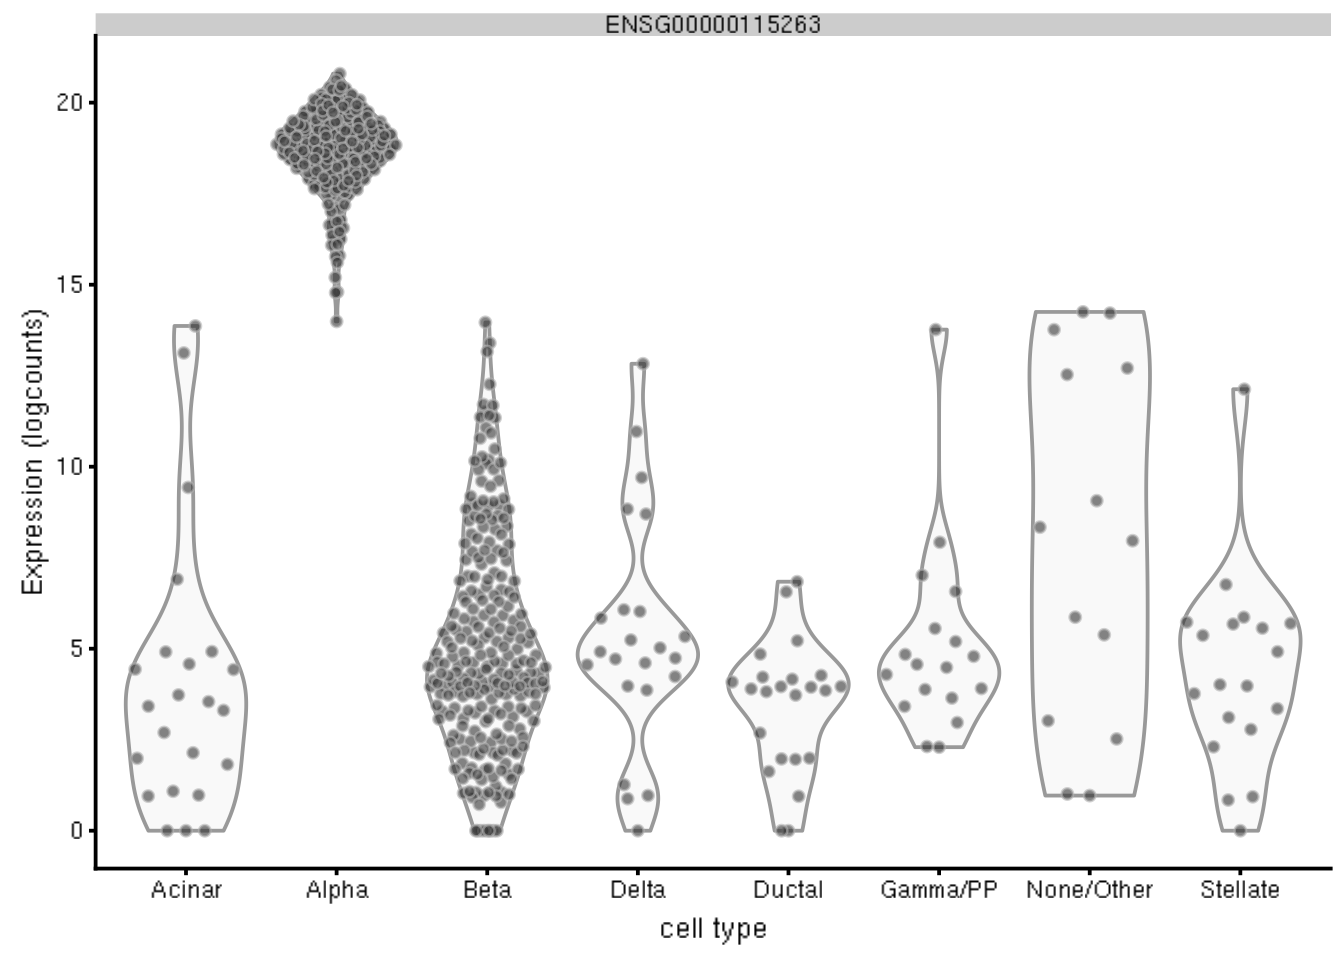 ENSG00000115263
Expression (logcounts)
20
15
10
5
0
Acinar Alpha Beta Delta Ductal Gamma/PP None/Other Stellate
cell type